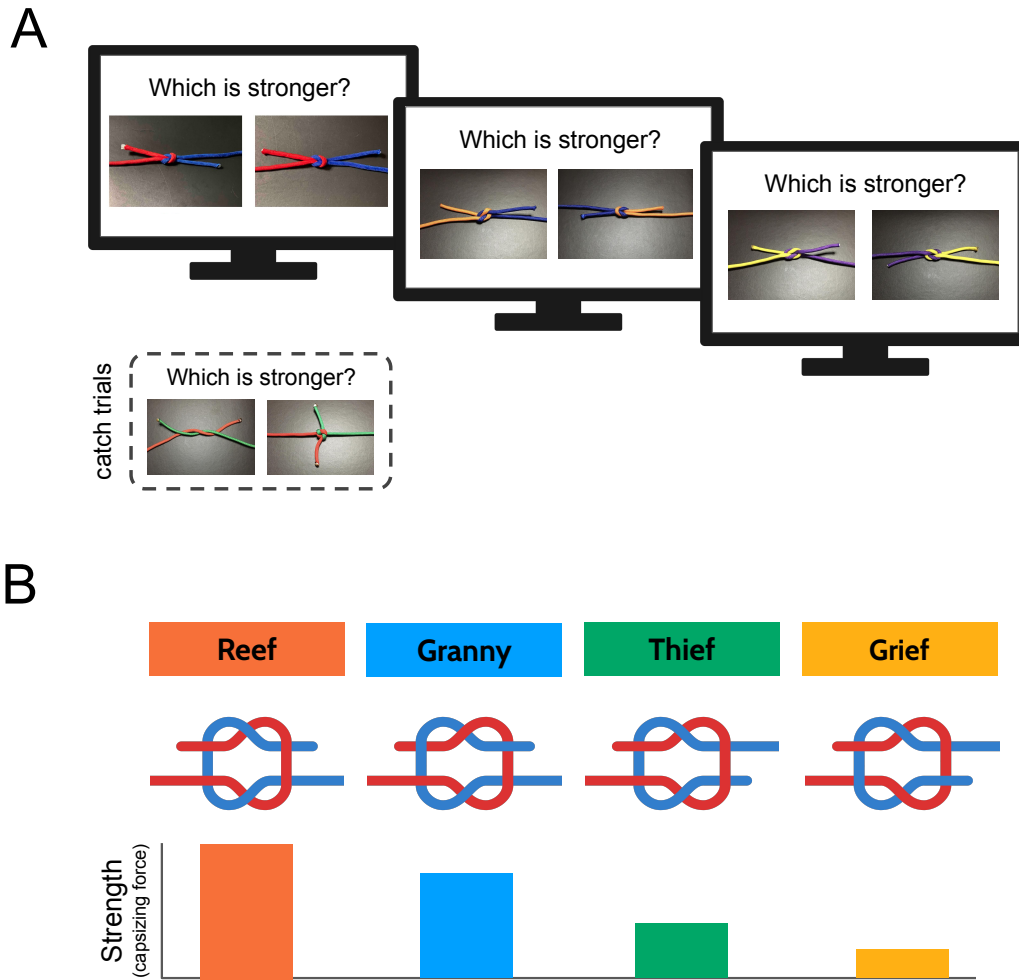 A
Which is stronger?
Which is stronger?
Which is stronger?
catch trials
Which is stronger?
B
Reef
Granny
Thief
Grief
Strength
(capsizing force)